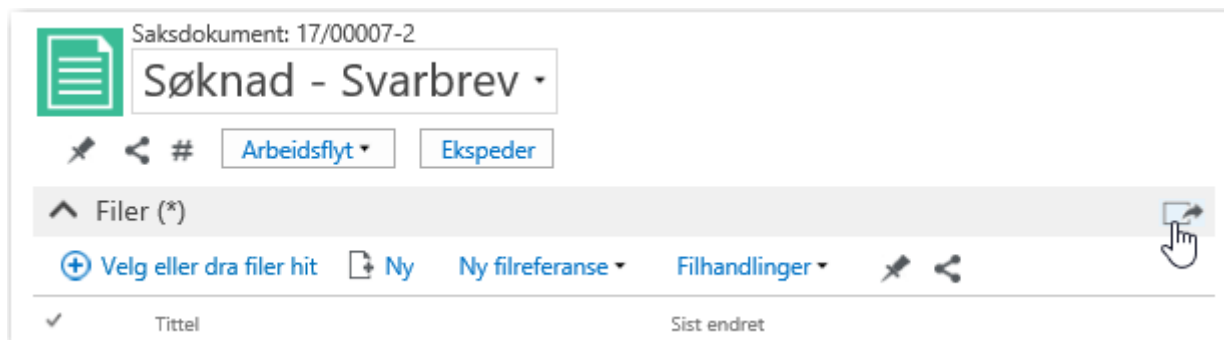 Saksdokument: 17/00007-2
Søknad - Svarbrev
# Arbeidsflyt Ekspeder
Filer (*)
Velg eller dra filer hit Ny Ny filreferanse Filhandlinger
Tittel Sist endret